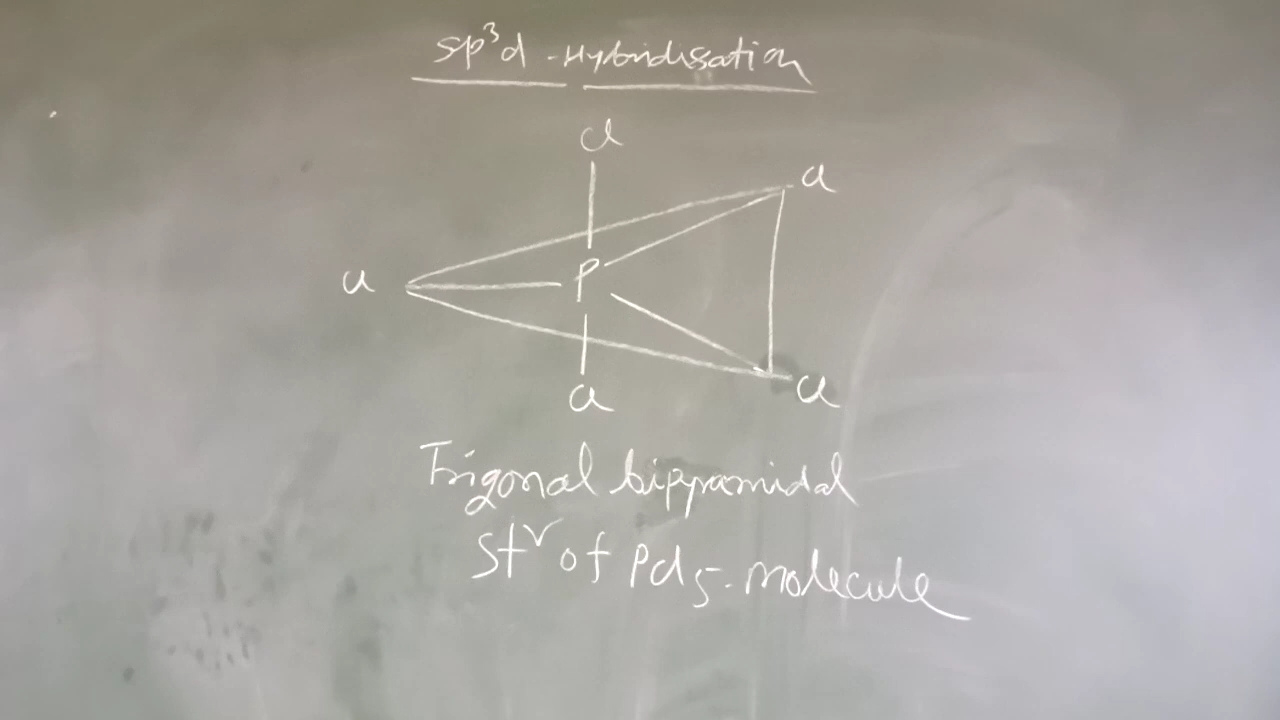 sp³d-Hybridisation
Cl
Cl
Cl
P
Cl
Cl
Trigonal bipyramidal
Stʳ of PCl₅-molecule